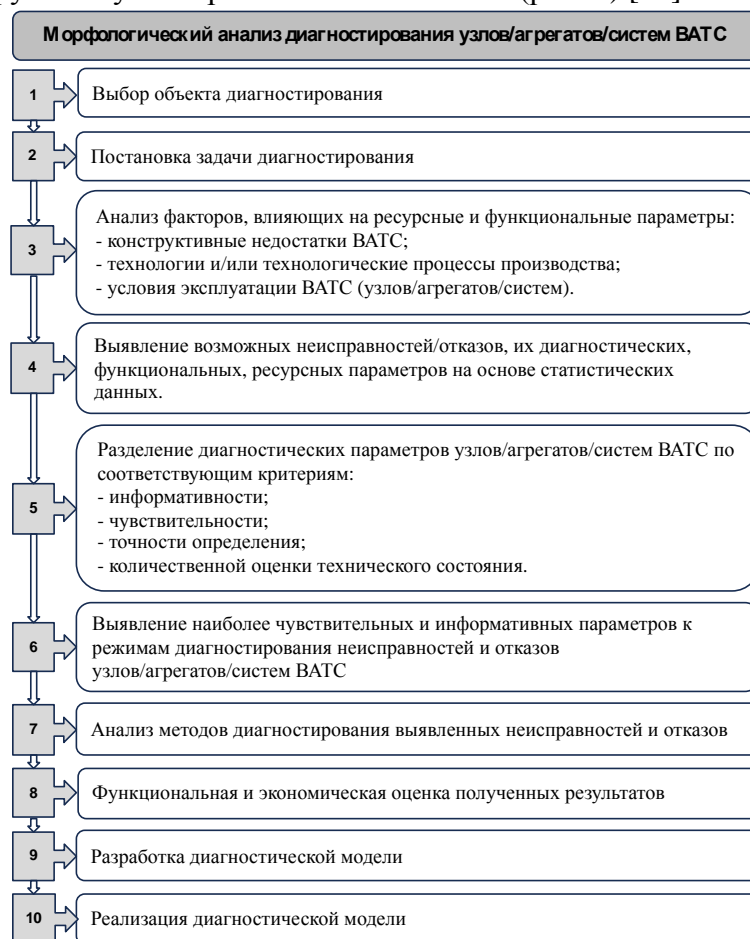 Морфологический анализ диагностирования узлов/агрегатов/систем ВАТС
1
Выбор объекта диагностирования
2
Постановка задачи диагностирования
3
Анализ факторов, влияющих на ресурсные и функциональные параметры:
- конструктивные недостатки ВАТС;
- технологии и/или технологические процессы производства;
- условия эксплуатации ВАТС (узлов/агрегатов/систем).
4
Выявление возможных неисправностей/отказов, их диагностических,
функциональных, ресурсных параметров на основе статистических
данных.
5
Разделение диагностических параметров узлов/агрегатов/систем ВАТС по
соответствующим критериям:
- информативности;
- чувствительности;
- точности определения;
- количественной оценки технического состояния.
6
Выявление наиболее чувствительных и информативных параметров к
режимам диагностирования неисправностей и отказов
узлов/агрегатов/систем ВАТС
7
Анализ методов диагностирования выявленных неисправностей и отказов
8
Функциональная и экономическая оценка полученных результатов
9
Разработка диагностической модели
10
Реализация диагностической модели